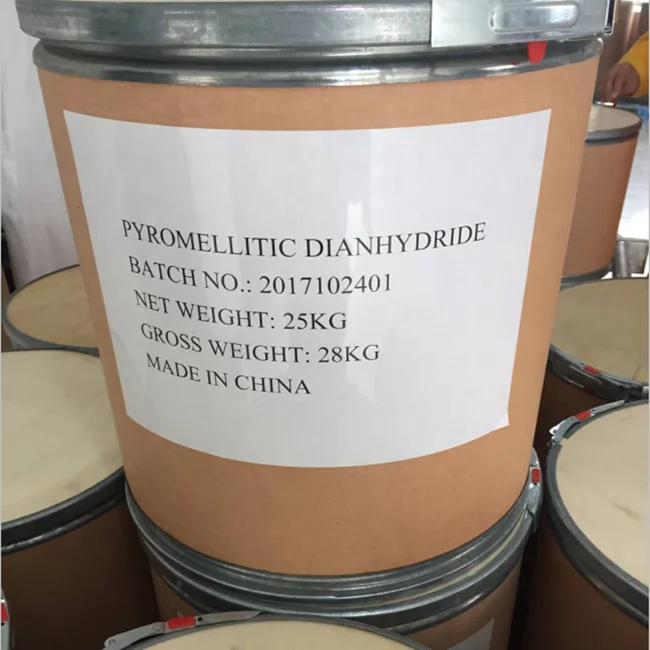 PYROMELLITIC DIANHYDRIDE
BATCH NO.: 2017102401
NET WEIGHT: 25KG
GROSS WEIGHT: 28KG
MADE IN CHINA